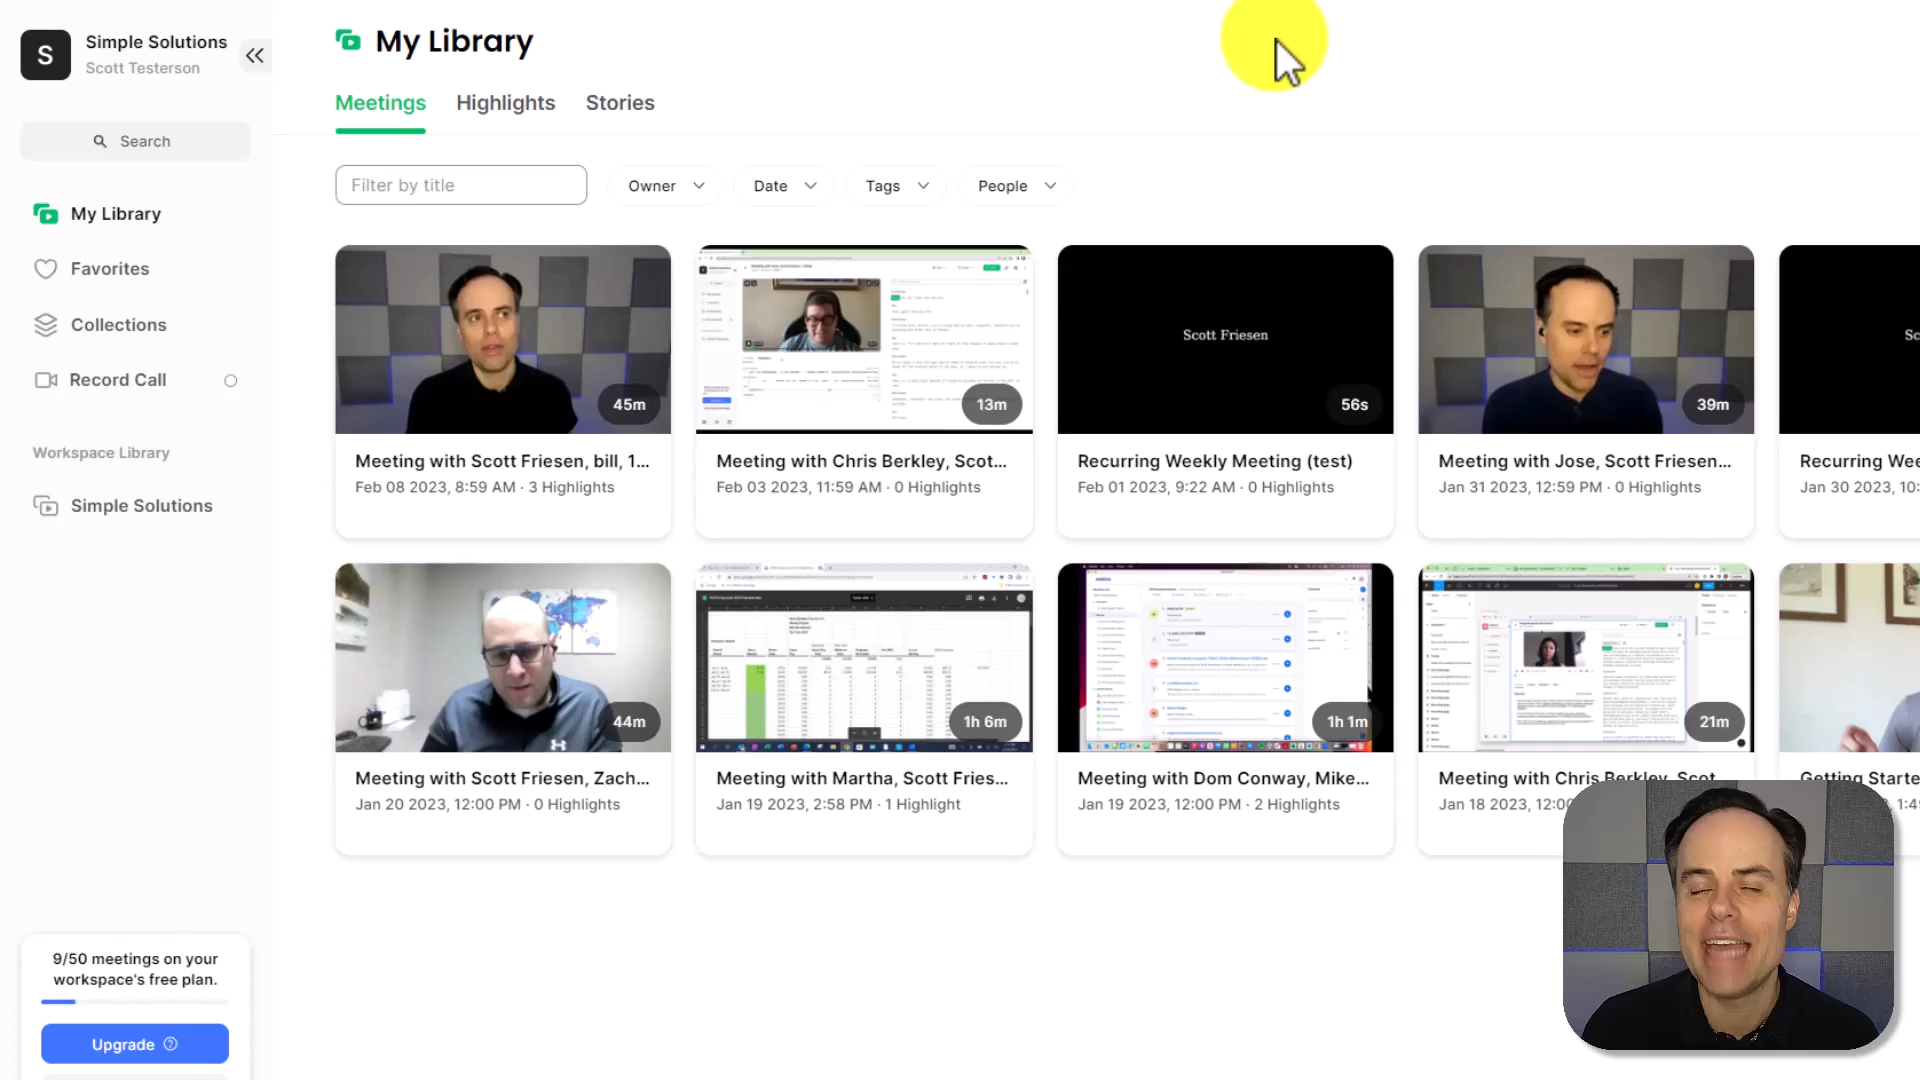 S
Simple Solutions
Scott Testerson
Search
My Library
Favorites
Collections
Record Call
Workspace Library
Simple Solutions
9/50 meetings on your
workspace's free plan.
Upgrade
My Library
Meetings Highlights Stories
Filter by title
Owner Date Tags People
45m
13m
Scott Friesen
56s
39m
Sc
Meeting with Scott Friesen, bill, 1...
Feb 08 2023, 8:59 AM · 3 Highlights
Meeting with Chris Berkley, Scot...
Feb 03 2023, 11:59 AM · 0 Highlights
Recurring Weekly Meeting (test)
Feb 01 2023, 9:22 AM · 0 Highlights
Meeting with Jose, Scott Friesen...
Jan 31 2023, 12:59 PM · 0 Highlights
Recurring Wee
Jan 30 2023, 10:
44m
1h 6m
1h 1m
21m
Meeting with Scott Friesen, Zach...
Jan 20 2023, 12:00 PM · 0 Highlights
Meeting with Martha, Scott Fries...
Jan 19 2023, 2:58 PM · 1 Highlight
Meeting with Dom Conway, Mike...
Jan 19 2023, 12:00 PM · 2 Highlights
Meeting with Chris Berkley, Scot
Jan 18 2023, 12:00
Getting Starte
1:4